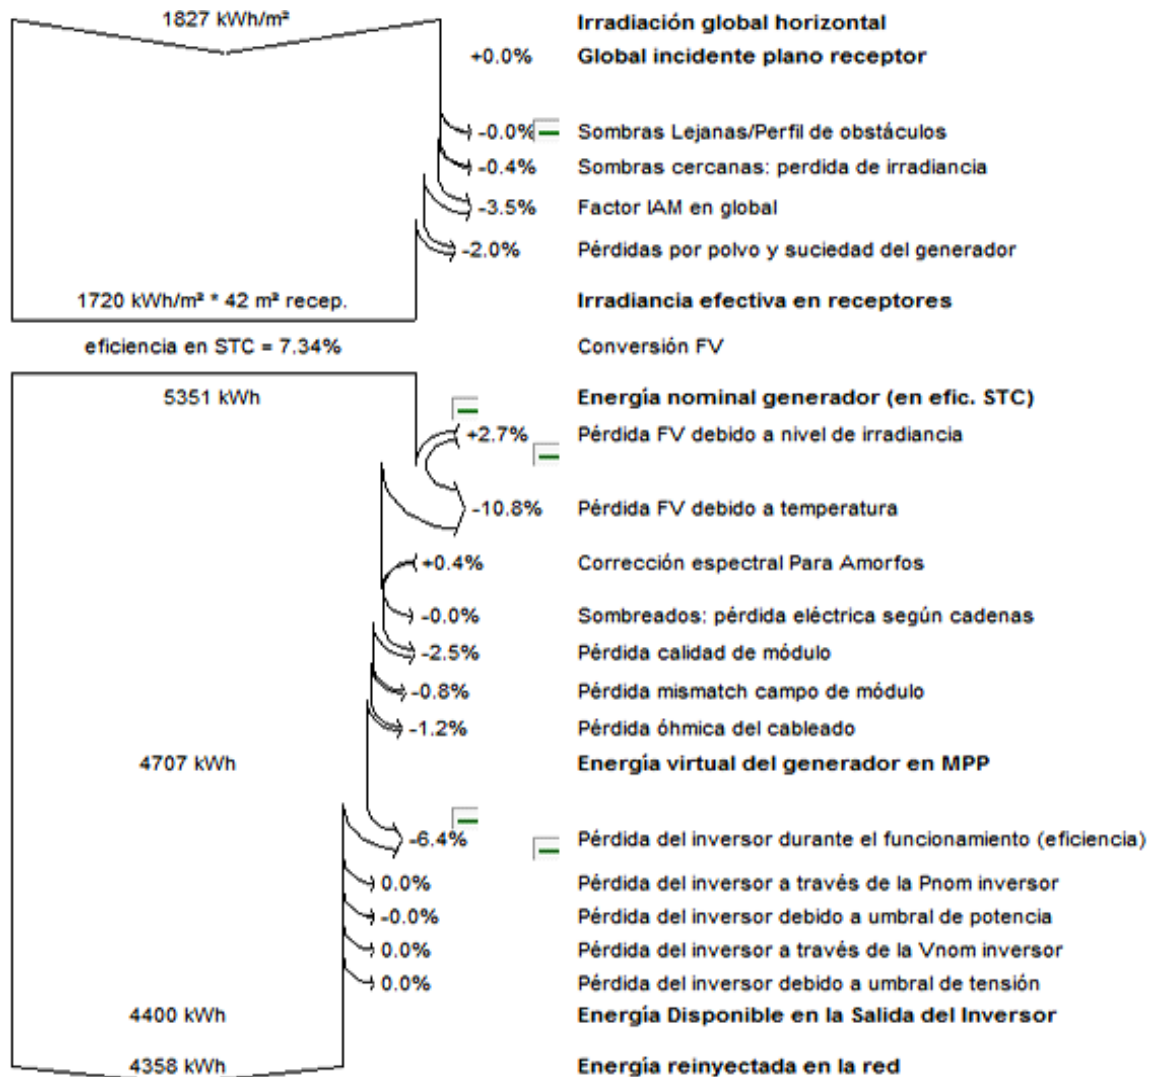 1827 kWh/m² Irradiación global horizontal
+0.0% Global incidente plano receptor
-0.0% Sombras Lejanas/Perfil de obstáculos
-0.4% Sombras cercanas: perdida de irradiancia
-3.5% Factor IAM en global
-2.0% Pérdidas por polvo y suciedad del generador
1720 kWh/m² * 42 m² recep. Irradiancia efectiva en receptores
eficiencia en STC = 7.34% Conversión FV
5351 kWh Energía nominal generador (en efic. STC)
+2.7% Pérdida FV debido a nivel de irradiancia
-10.8% Pérdida FV debido a temperatura
+0.4% Corrección espectral Para Amorfos
-0.0% Sombreados: pérdida eléctrica según cadenas
-2.5% Pérdida calidad de módulo
-0.8% Pérdida mismatch campo de módulo
-1.2% Pérdida óhmica del cableado
4707 kWh Energía virtual del generador en MPP
-6.4% Pérdida del inversor durante el funcionamiento (eficiencia)
0.0% Pérdida del inversor a través de la Pnom inversor
-0.0% Pérdida del inversor debido a umbral de potencia
0.0% Pérdida del inversor a través de la Vnom inversor
0.0% Pérdida del inversor debido a umbral de tensión
4400 kWh Energía Disponible en la Salida del Inversor
4358 kWh Energía reinyectada en la red